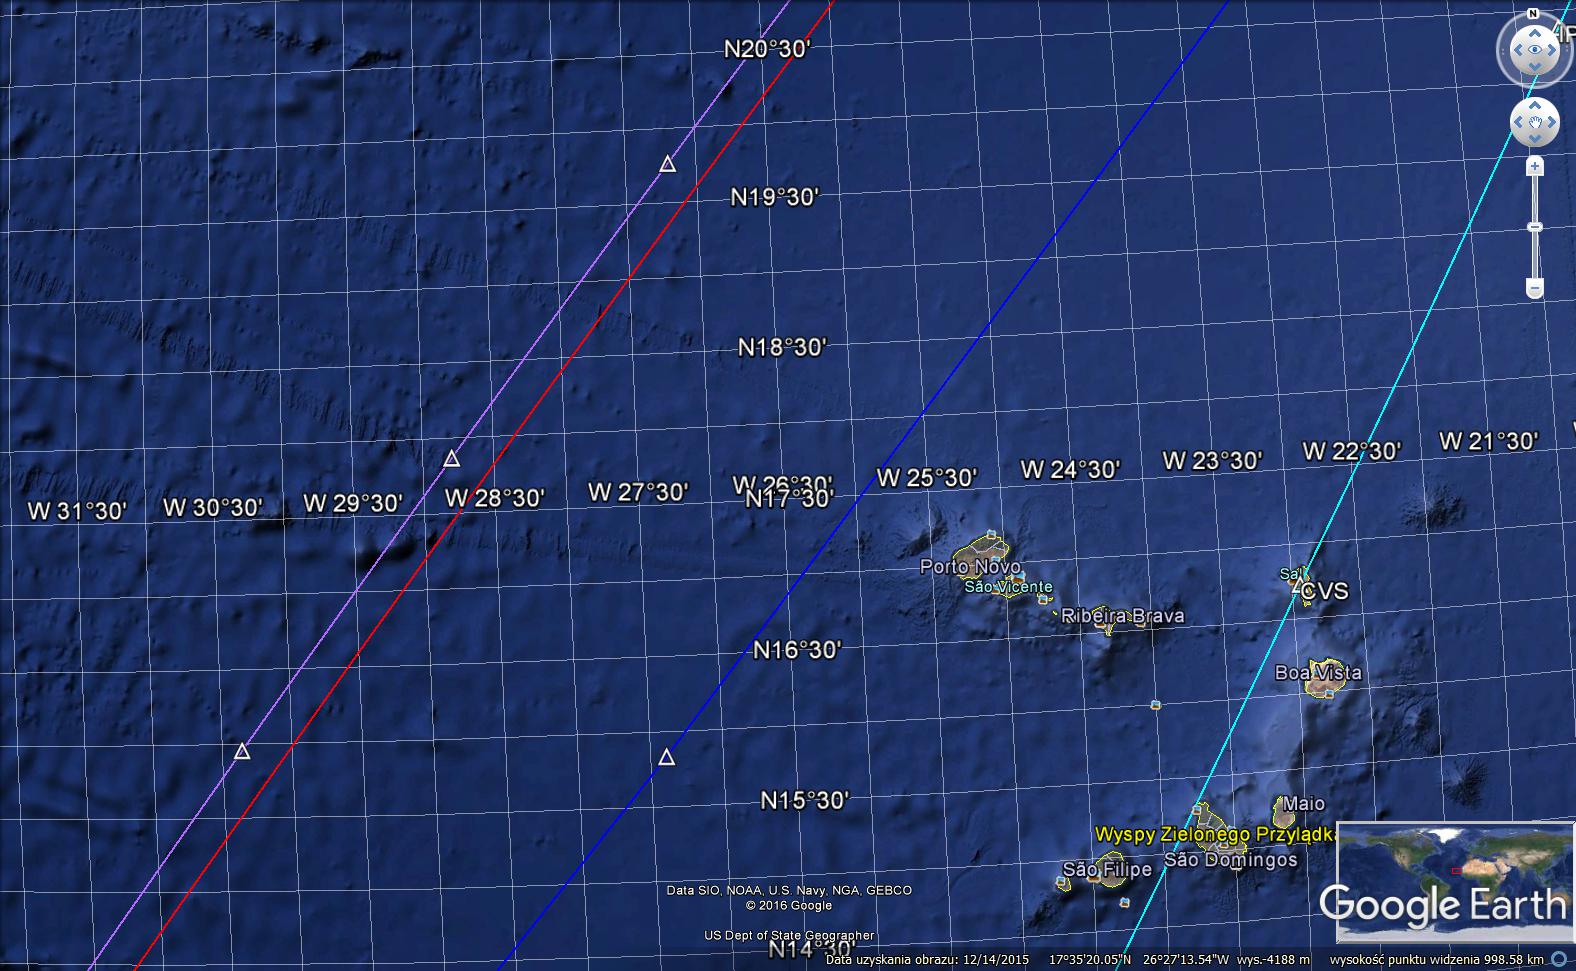 N
N20°30'
N19°30'
N18°30'
W 31°30'
W 30°30'
W 29°30'
W 28°30'
W 27°30'
W 26°30'
W 25°30'
W 24°30'
W 23°30'
W 22°30'
W 21°30'
N17°30'
Porto Novo
São Vicente
Sal
CVS
Ribeira Brava
N16°30'
Boa Vista
N15°30'
Maio
Wyspy Zielonego Przylądka
São Domingos
São Filipe
Data SIO, NOAA, U.S. Navy, NGA, GEBCO
© 2016 Google
US Dept of State Geographer
Google Earth
N14°30'
Data uzyskania obrazu: 12/14/2015 17°35'20.05"N 26°27'13.54"W wys.-4188 m wysokość punktu widzenia 998.58 km